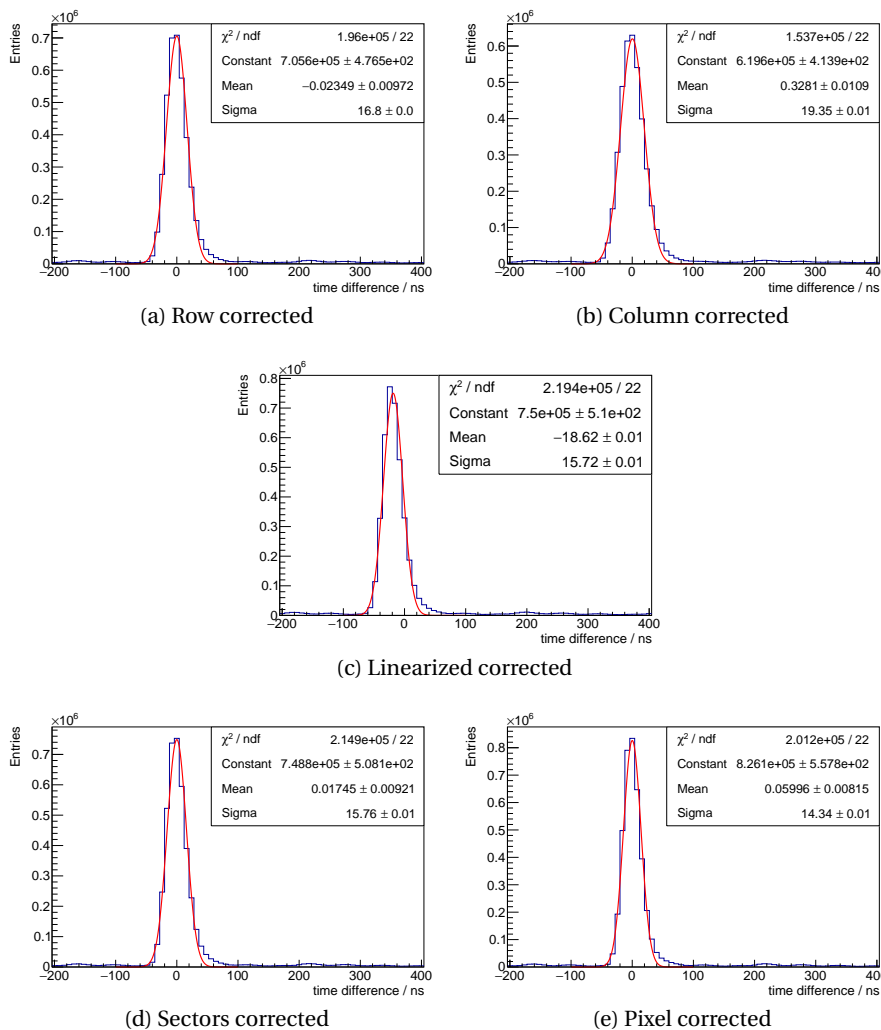 ×10⁶
Entries
0.7
0.6
0.5
0.4
0.3
0.2
0.1
0
−200 −100 0 100 200 300 400
time difference / ns
χ² / ndf 1.96e+05 / 22
Constant 7.056e+05 ± 4.765e+02
Mean −0.02349 ± 0.00972
Sigma 16.8 ± 0.0
(a) Row corrected
×10⁶
Entries
0.6
0.5
0.4
0.3
0.2
0.1
0
−200 −100 0 100 200 300 400
time difference / ns
χ² / ndf 1.537e+05 / 22
Constant 6.196e+05 ± 4.139e+02
Mean 0.3281 ± 0.0109
Sigma 19.35 ± 0.01
(b) Column corrected
×10⁶
Entries
0.8
0.7
0.6
0.5
0.4
0.3
0.2
0.1
0
−200 −100 0 100 200 300 400
time difference / ns
χ² / ndf 2.194e+05 / 22
Constant 7.5e+05 ± 5.1e+02
Mean −18.62 ± 0.01
Sigma 15.72 ± 0.01
(c) Linearized corrected
×10⁶
Entries
0.7
0.6
0.5
0.4
0.3
0.2
0.1
0
−200 −100 0 100 200 300 400
time difference / ns
χ² / ndf 2.149e+05 / 22
Constant 7.488e+05 ± 5.081e+02
Mean 0.01745 ± 0.00921
Sigma 15.76 ± 0.01
(d) Sectors corrected
×10⁶
Entries
0.8
0.7
0.6
0.5
0.4
0.3
0.2
0.1
0
−200 −100 0 100 200 300 400
time difference / ns
χ² / ndf 2.012e+05 / 22
Constant 8.261e+05 ± 5.578e+02
Mean 0.05996 ± 0.00815
Sigma 14.34 ± 0.01
(e) Pixel corrected